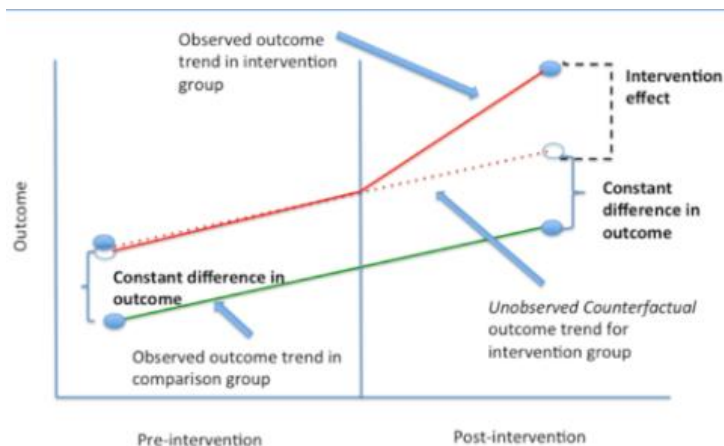 Observed outcome
trend in intervention
group
Intervention
effect
Outcome
Constant
difference in
outcome
Constant difference in
outcome
Unobserved Counterfactual
outcome trend for
intervention group
Observed outcome trend in
comparison group
Pre-intervention
Post-intervention